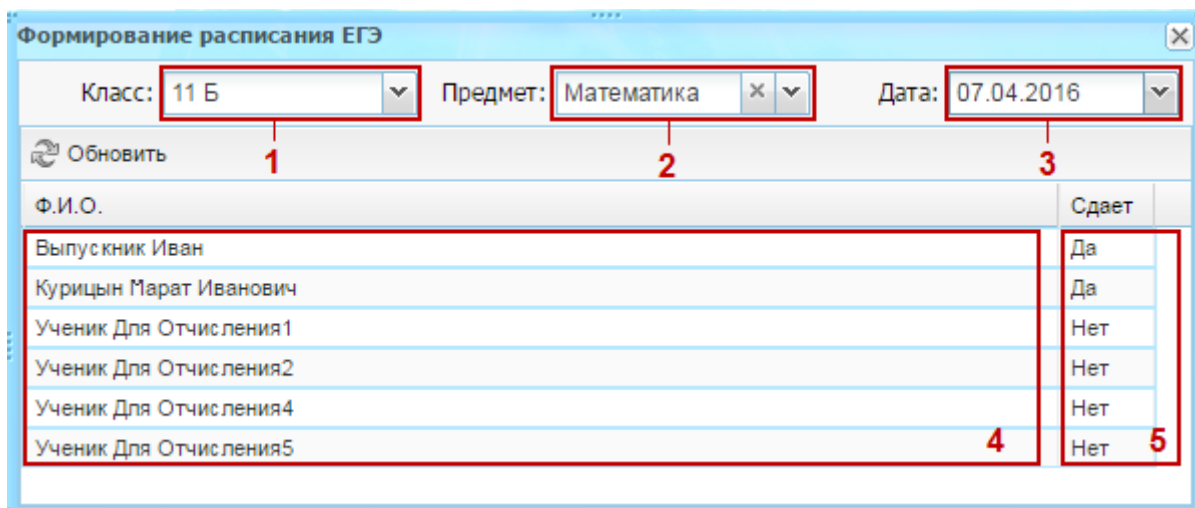 Формирование расписания ЕГЭ
Класс: 11 Б Предмет: Математика Дата: 07.04.2016
Обновить 1 2 3
Ф.И.О. Сдает
Выпускник Иван Да
Курицын Марат Иванович Да
Ученик Для Отчисления1 Нет
Ученик Для Отчисления2 Нет
Ученик Для Отчисления4 Нет
Ученик Для Отчисления5 4 Нет 5